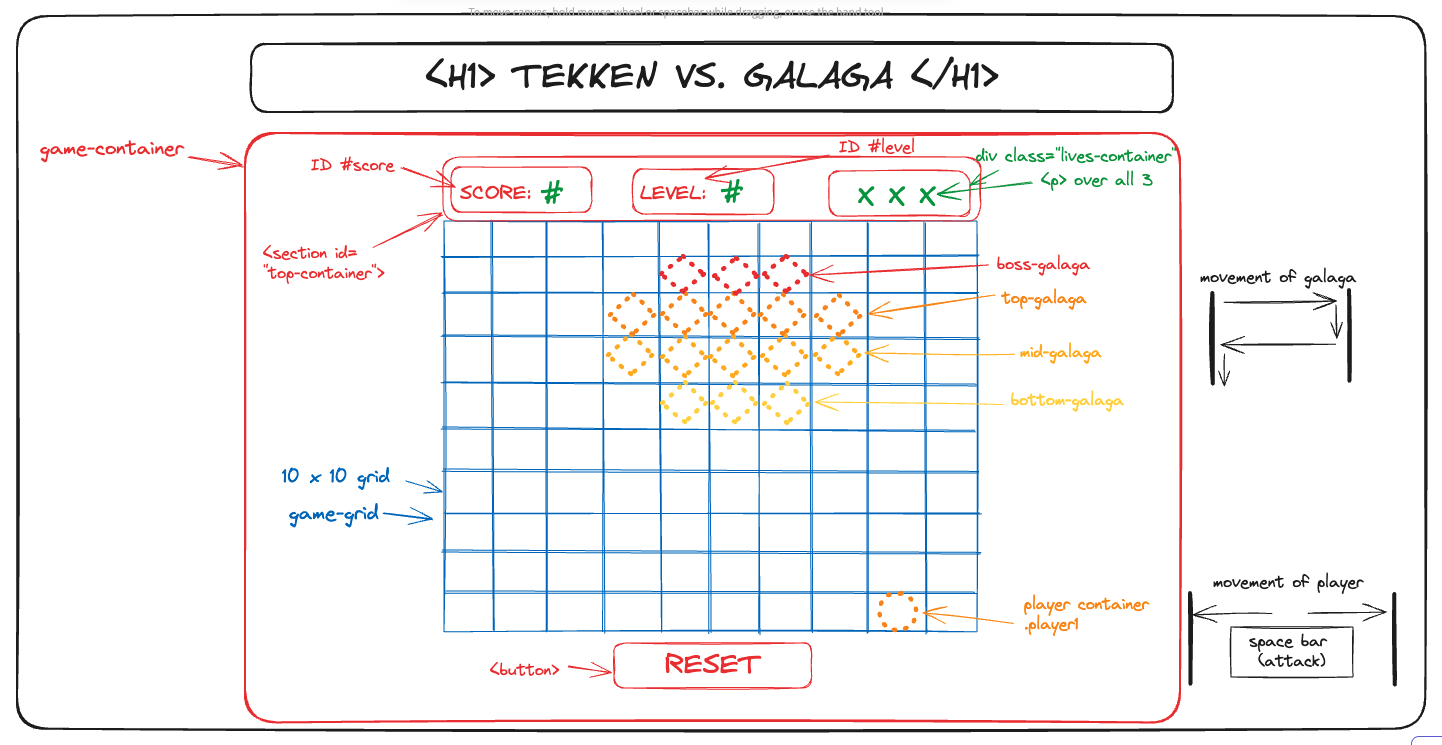 To move canvas, hold mouse wheel or spacebar while dragging, or use the hand tool
<H1> TEKKEN VS. GALAGA </H1>
game-container
ID #score
ID #level
div class="lives-container"
<p> over all 3
SCORE: #
LEVEL: #
X X X
<section id=
"top-container">
boss-galaga
top-galaga
mid-galaga
bottom-galaga
movement of galaga
10 x 10 grid
game-grid
player container
.player1
movement of player
space bar
(attack)
<button>
RESET